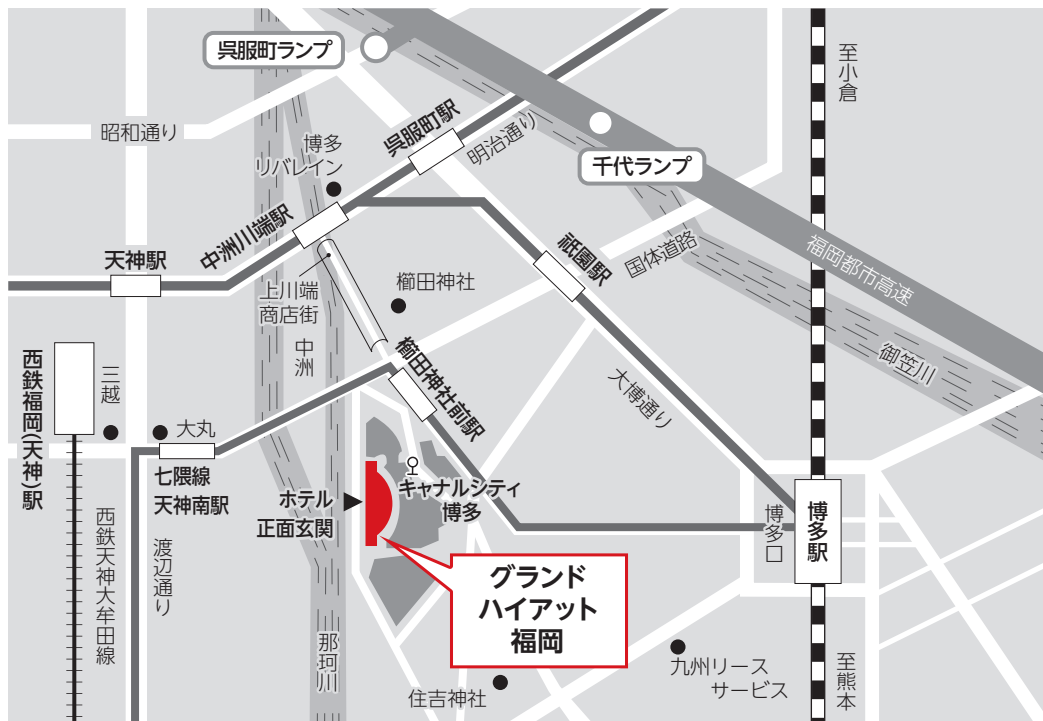 呉服町ランプ
至小倉
昭和通り
呉服町駅
明治通り
博多
リバレイン
千代ランプ
中洲川端駅
天神駅
祇園駅
国体道路
福岡都市高速
上川端
商店街
櫛田神社
中洲
御笠川
西鉄福岡(天神)駅
三越
櫛田神社前駅
大博通り
大丸
七隈線
天神南駅
キャナルシティ
博多
ホテル
正面玄関
博多口
博多駅
西鉄天神大牟田線
渡辺通り
グランド
ハイアット
福岡
那珂川
住吉神社
九州リース
サービス
至熊本